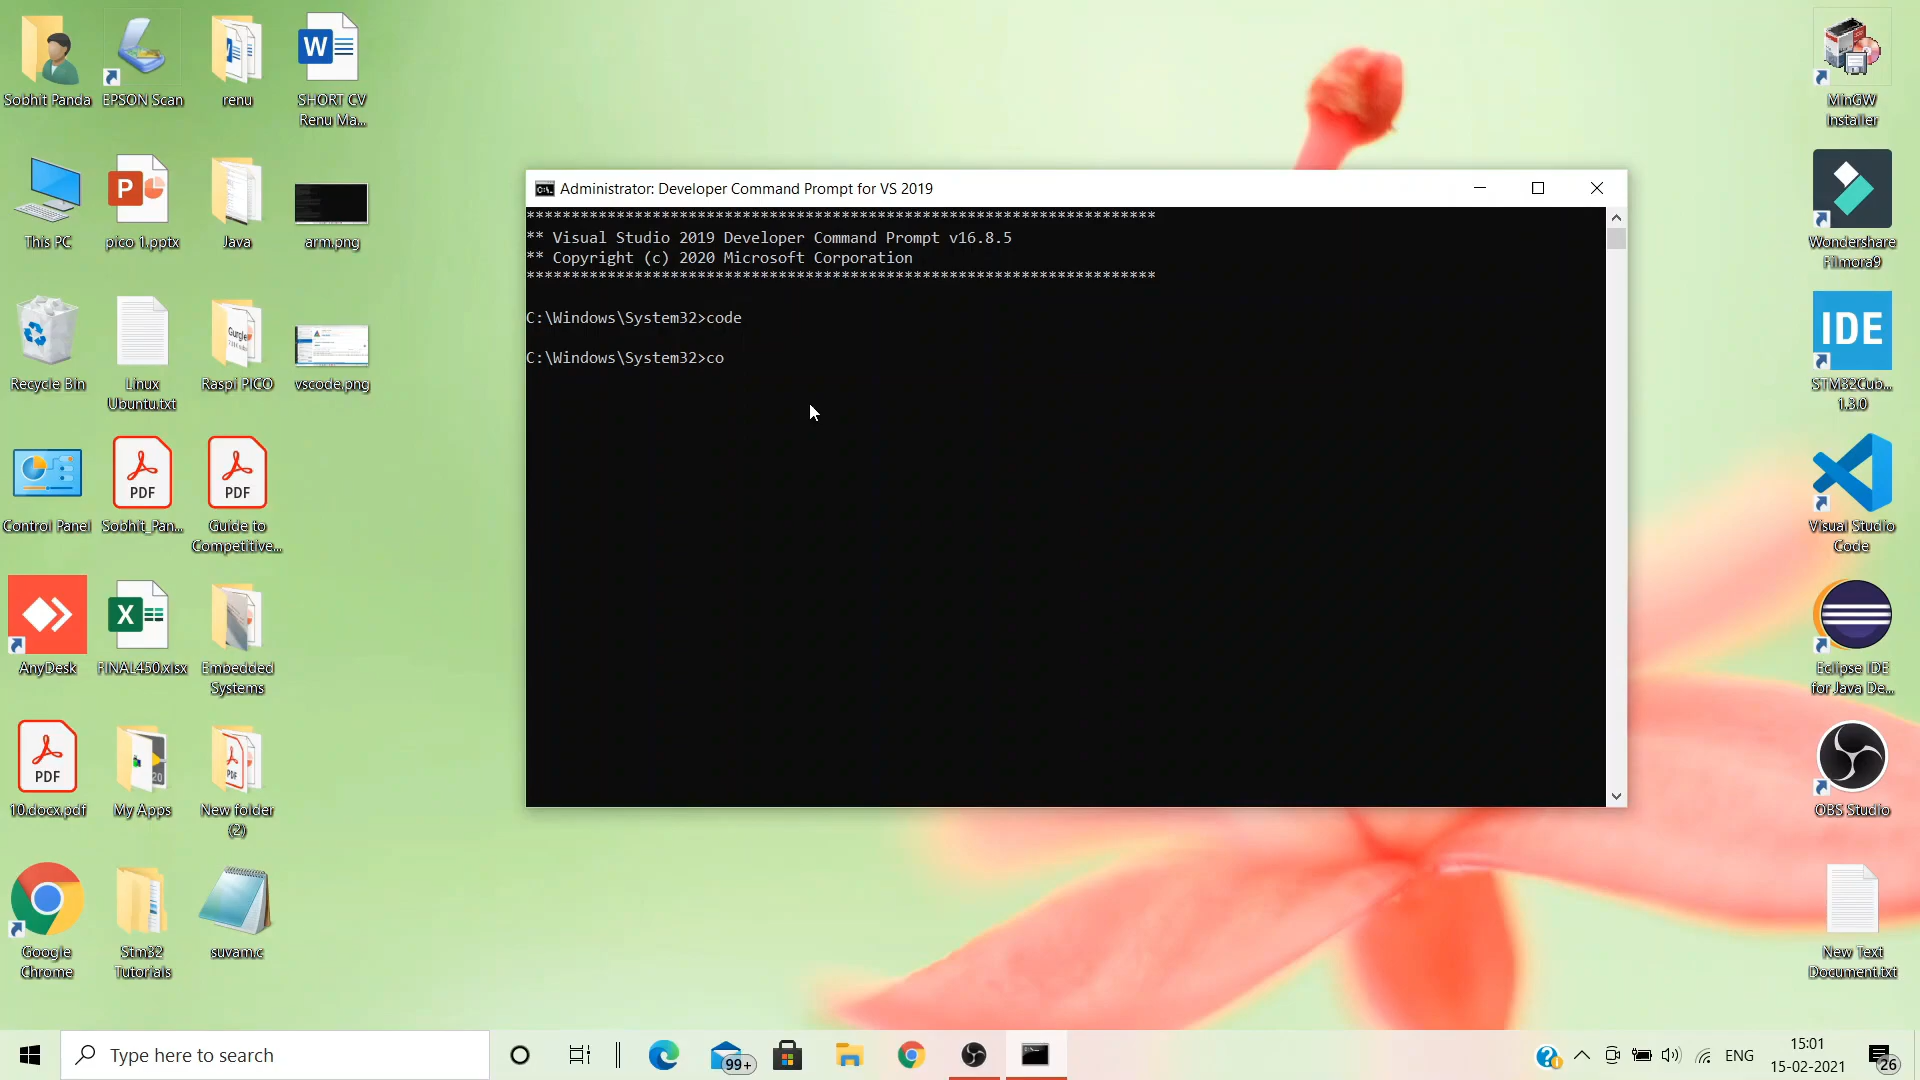 Sobhit Panda
EPSON Scan
renu
SHORT CV
Renu Ma...
This PC
pico 1.pptx
Java
arm.png
Recycle Bin
Linux
Ubuntu.txt
Raspi PICO
vscode.png
Control Panel
PDF
Sobhit_Pan...
PDF
Guide to
Competitive...
AnyDesk
FINAL450.xlsx
Embedded
Systems
PDF
10.docx.pdf
My Apps
New folder
(2)
Google
Chrome
Stm32
Tutorials
suvam.c
Administrator: Developer Command Prompt for VS 2019
**********************************************************************
** Visual Studio 2019 Developer Command Prompt v16.8.5
** Copyright (c) 2020 Microsoft Corporation
**********************************************************************
C:\Windows\System32>code
C:\Windows\System32>co
MinGW
Installer
Wondershare
Filmora9
IDE
STM32Cub...
1.3.0
Visual Studio
Code
Eclipse IDE
for Java De...
OBS Studio
New Text
Document.txt
Type here to search
99+
ENG
15:01
15-02-2021
26